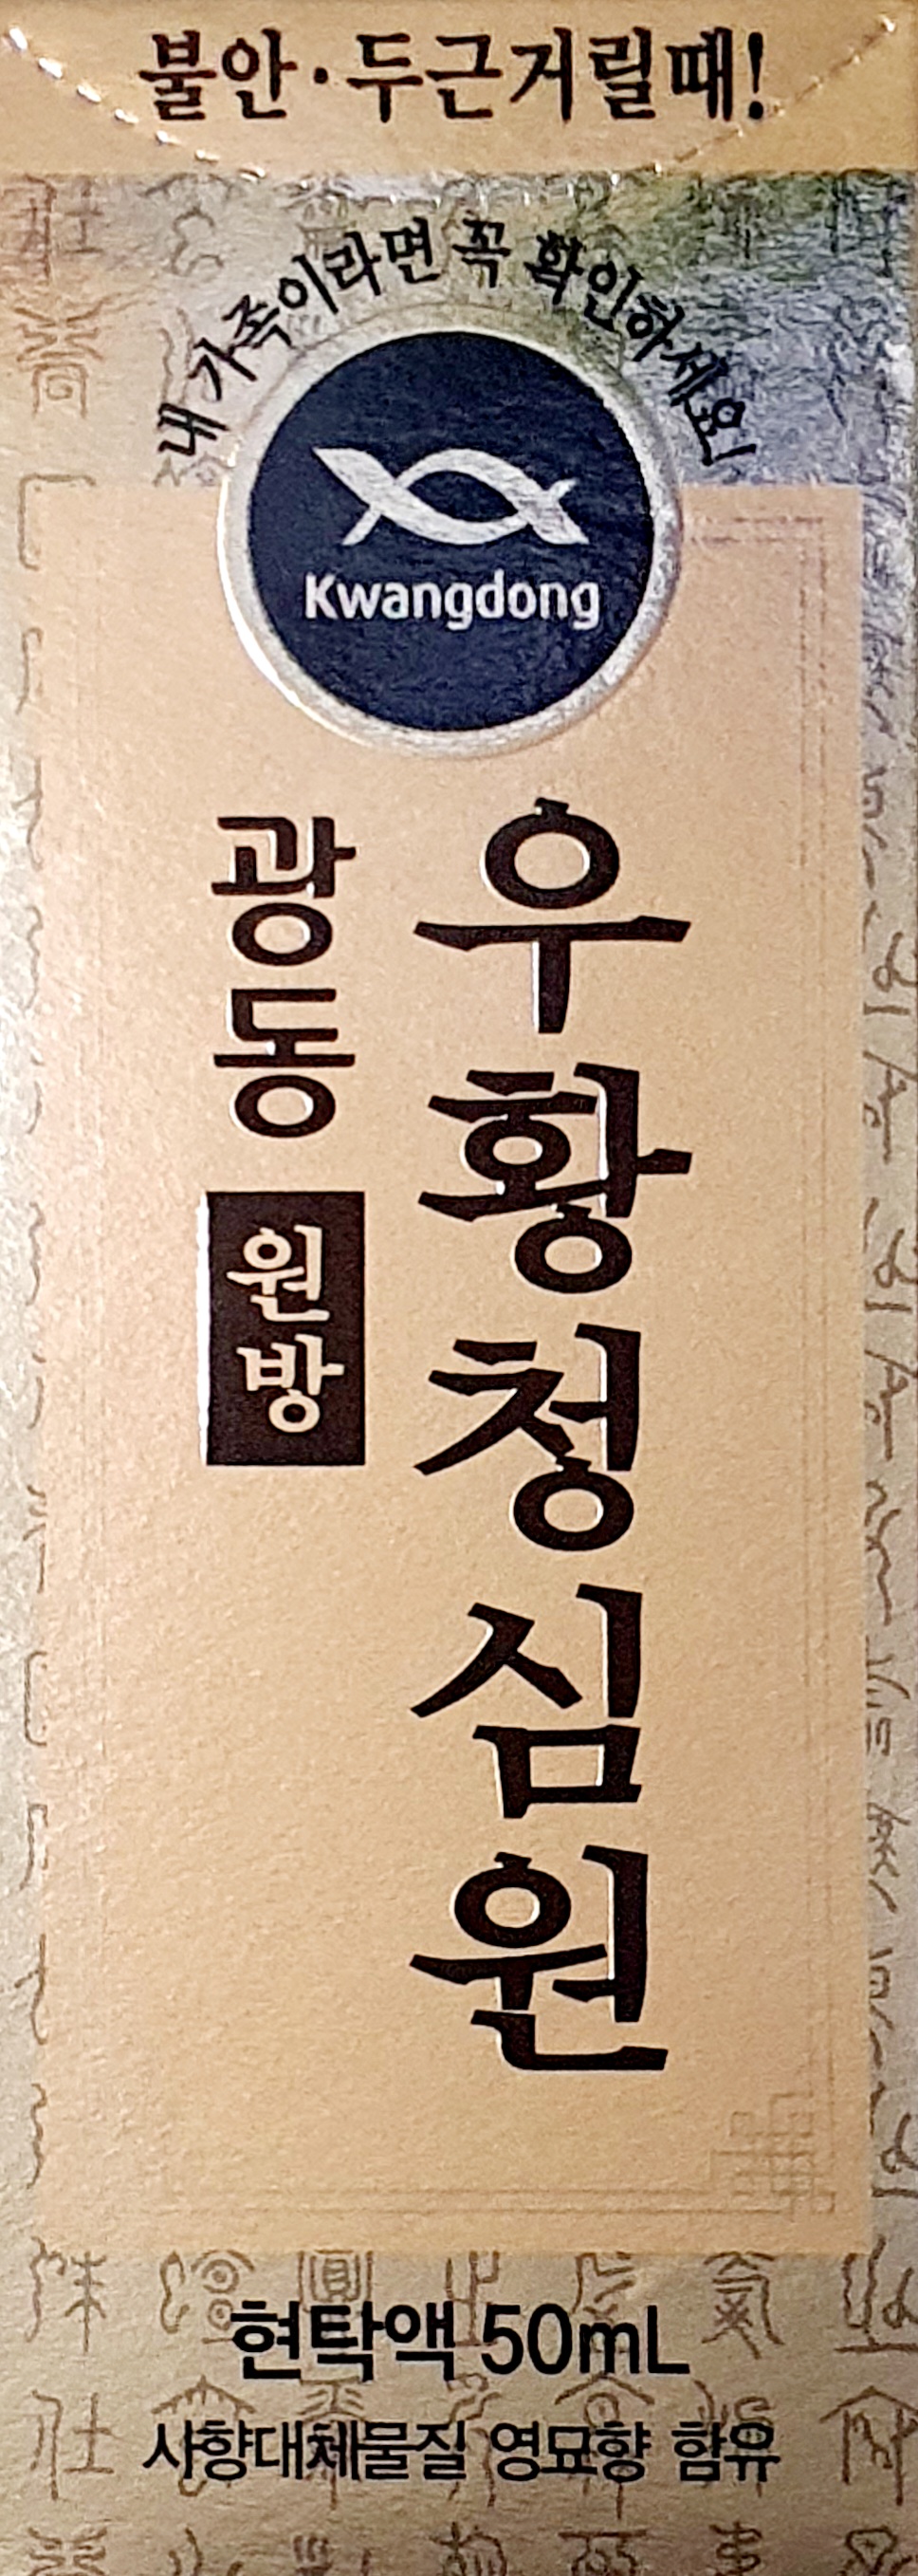 불안·두근거릴때!
내 가족이라면 꼭 확인하세요!
Kwangdong
광동
원방
우황청심원
현탁액 50mL
사향대체물질 영묘향 함유